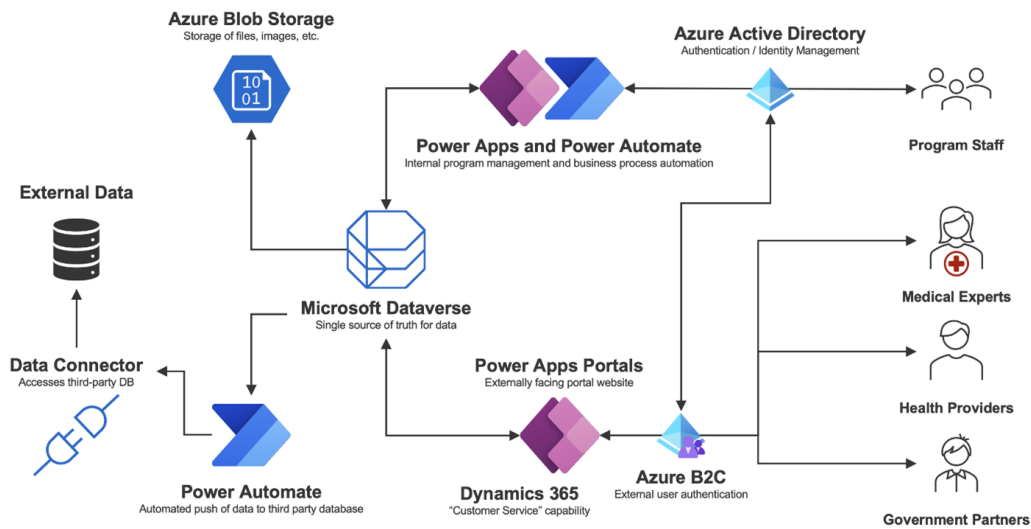 Azure Blob Storage
Storage of files, images, etc.
10
01
Azure Active Directory
Authentication / Identity Management
Power Apps and Power Automate
Internal program management and business process automation
Program Staff
External Data
Microsoft Dataverse
Single source of truth for data
Medical Experts
Data Connector
Accesses third-party DB
Power Apps Portals
Externally facing portal website
Health Providers
Power Automate
Automated push of data to third party database
Dynamics 365
“Customer Service” capability
Azure B2C
External user authentication
Government Partners